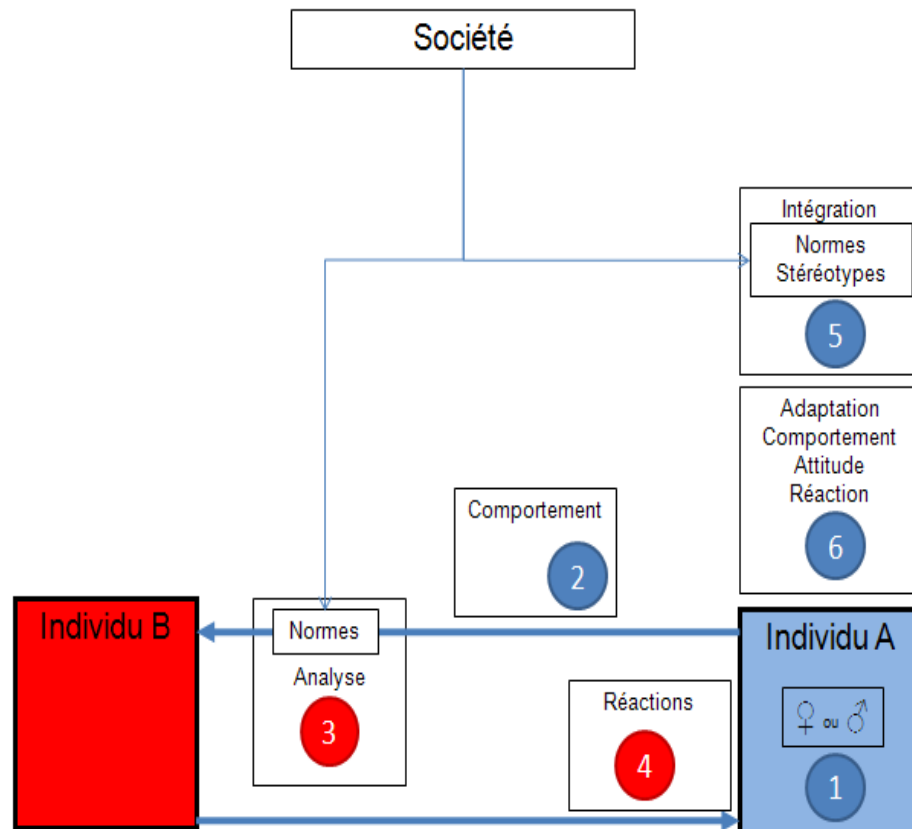 Société
Intégration
Normes
Stéréotypes
5
Adaptation
Comportement
Attitude
Réaction
6
Comportement
2
Individu B
Normes
Analyse
3
Réactions
4
Individu A
♀ ou ♂
1